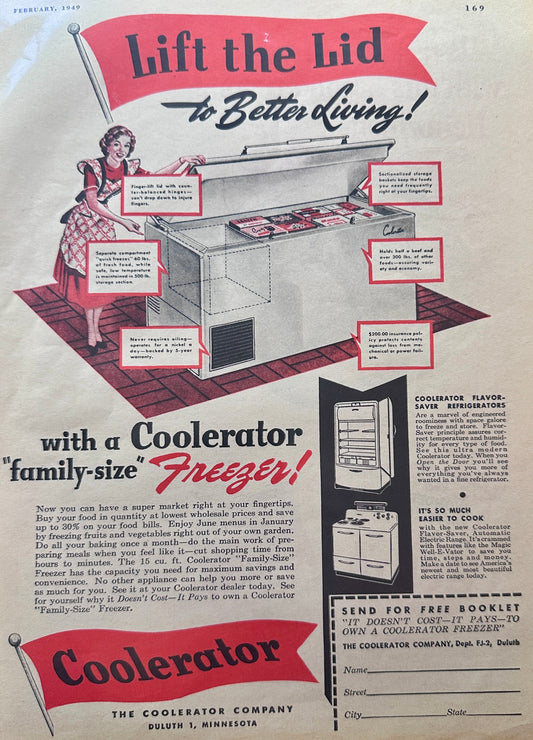 FEBRUARY, 1949
169
Lift the Lid
to Better Living!
Finger-lift lid with coun-
ter-balanced hinges—
can't drop down to injure
fingers.
Sectionalized storage
baskets keep the foods
you need frequently
right at your fingertips.
Separate compartment
"quick freezes" 60 lbs.
of fresh food, while
safe, low temperature
is maintained in 500-lb.
storage section.
Coolerator
Holds half a beef and
over 300 lbs. of other
foods—assuring vari-
ety and economy.
Never requires oiling—
operates for a nickel a
day—backed by 5-year
warranty.
$200.00 insurance pol-
icy protects contents
against loss from me-
chanical or power fail-
ure.
with a Coolerator
"family-size" Freezer!
Now you can have a super market right at your fingertips.
Buy your food in quantity at lowest wholesale prices and save
up to 30% on your food bills. Enjoy June menus in January
by freezing fruits and vegetables right out of your own garden.
Do all your baking once a month—do the main work of pre-
paring meals when you feel like it—cut shopping time from
hours to minutes. The 15 cu. ft. Coolerator "Family-Size"
Freezer has the capacity you need for maximum savings and
convenience. No other appliance can help you more or save
as much for you. See it at your Coolerator dealer today. See
for yourself why it Doesn't Cost—It Pays to own a Coolerator
"Family-Size" Freezer.
COOLERATOR FLAVOR-
SAVER REFRIGERATORS
Are a marvel of engineered
roominess with space galore
to freeze and store. Flavor-
Saver principle assures cor-
rect temperature and humid-
ity for every type of food.
See this ultra modern
Coolerator today. When you
Open the Door you'll see
why it gives you more of
everything you've always
wanted in a fine refrigerator.
IT'S SO MUCH
EASIER TO COOK
with the new Coolerator
Flavor-Saver, Automatic
Electric Range. It's crammed
with features like the Magic
Well-E-Vator to save you
time, steps and money.
Make a date to see America's
newest and most beautiful
electric range today.
Coolerator
THE COOLERATOR COMPANY
DULUTH 1, MINNESOTA
SEND FOR FREE BOOKLET
"IT DOESN'T COST—IT PAYS—TO
OWN A COOLERATOR FREEZER"
THE COOLERATOR COMPANY, Dept. FJ-2, Duluth
Name
Street
City State